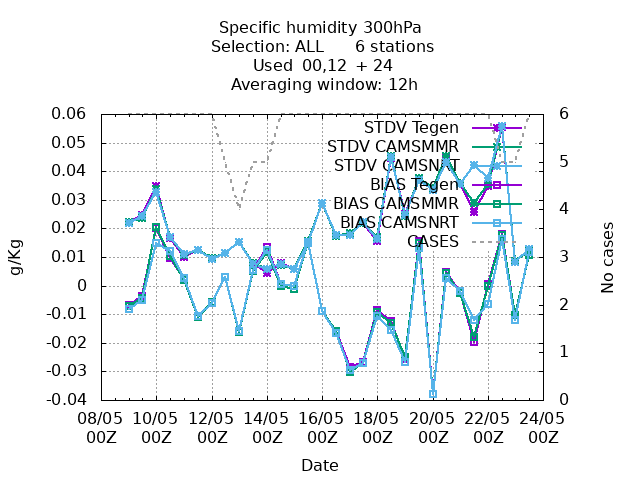 Specific humidity 300hPa
Selection: ALL 6 stations
Used 00,12 + 24
Averaging window: 12h
0.06
0.05
0.04
0.03
0.02
0.01
0
-0.01
-0.02
-0.03
-0.04
g/Kg
STDV Tegen
STDV CAMSMMR
STDV CAMSNRT
BIAS Tegen
BIAS CAMSMMR
BIAS CAMSNRT
CASES
6
5
4
3
2
1
0
No cases
08/05 10/05 12/05 14/05 16/05 18/05 20/05 22/05 24/05
00Z 00Z 00Z 00Z 00Z 00Z 00Z 00Z 00Z
Date